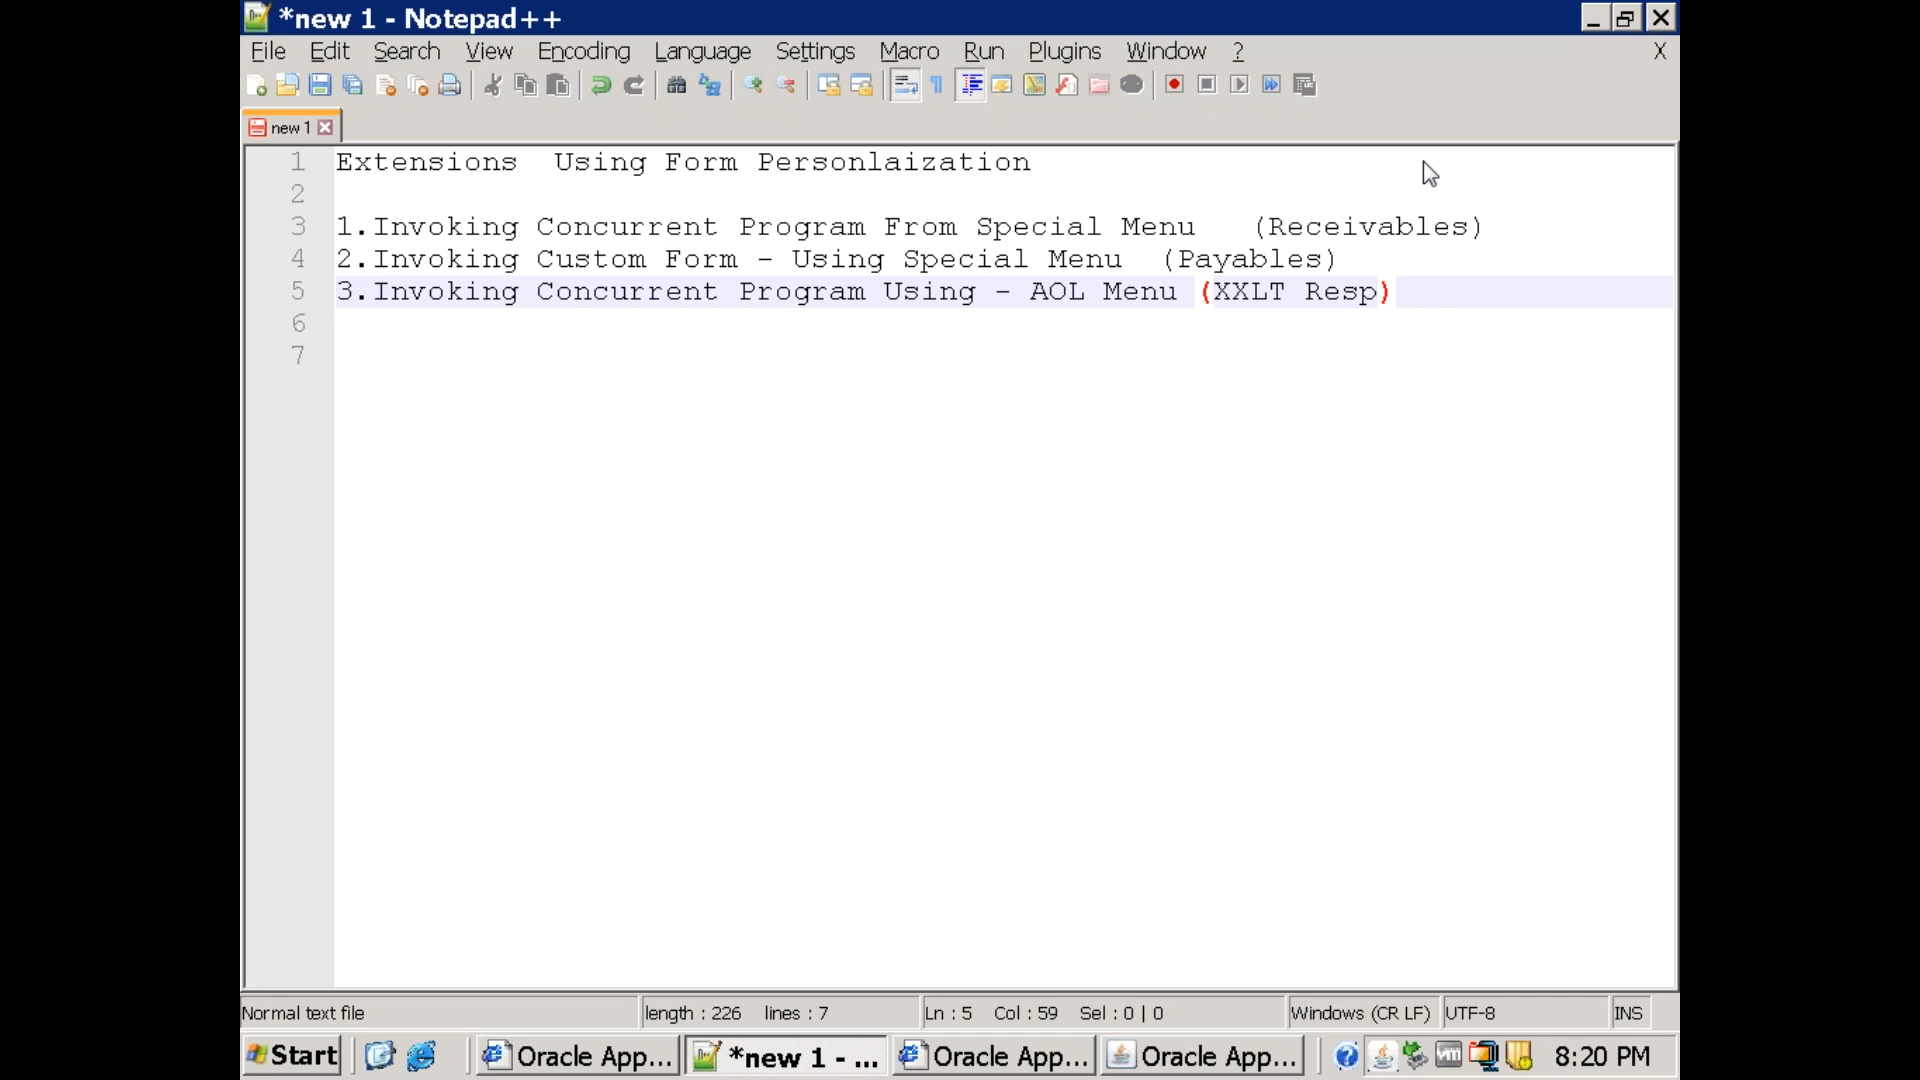 *new 1 - Notepad++
File Edit Search View Encoding Language Settings Macro Run Plugins Window ? X
new 1
1 Extensions  Using Form Personlaization
2
3 1.Invoking Concurrent Program From Special Menu   (Receivables)
4 2.Invoking Custom Form - Using Special Menu  (Payables)
5 3.Invoking Concurrent Program Using - AOL Menu (XXLT Resp)
6
7
Normal text file length : 226 lines : 7 Ln : 5 Col : 59 Sel : 0 | 0 Windows (CR LF) UTF-8 INS
Start Oracle App... *new 1 - ... Oracle App... Oracle App... 8:20 PM